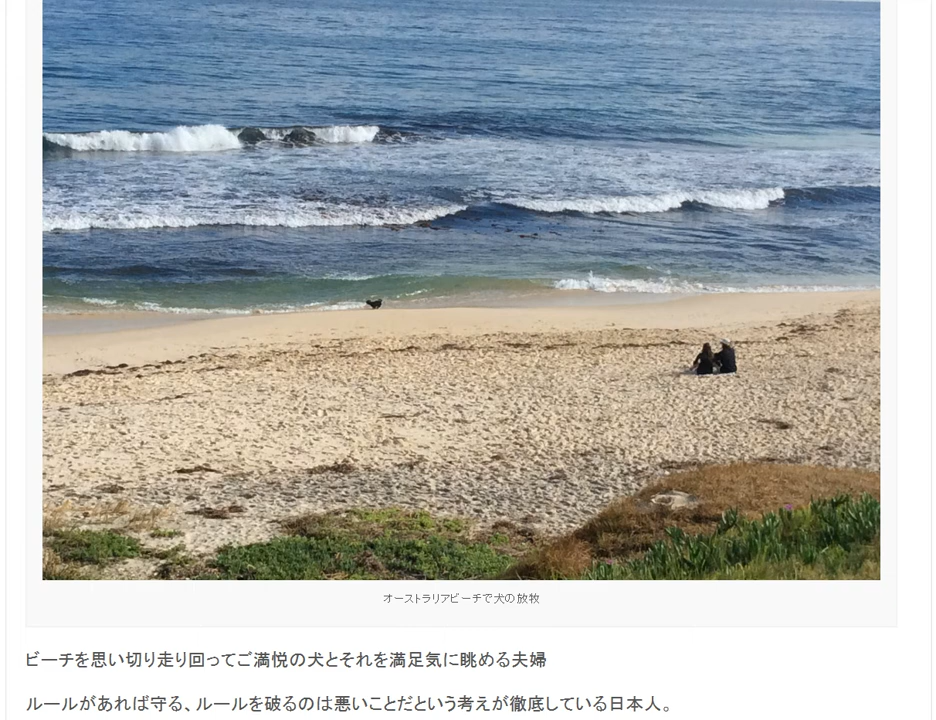 オーストラリアビーチで犬の放牧
ビーチを思い切り走り回ってご満悦の犬とそれを満足気に眺める夫婦
ルールがあれば守る、ルールを破るのは悪いことだという考えが徹底している日本人。